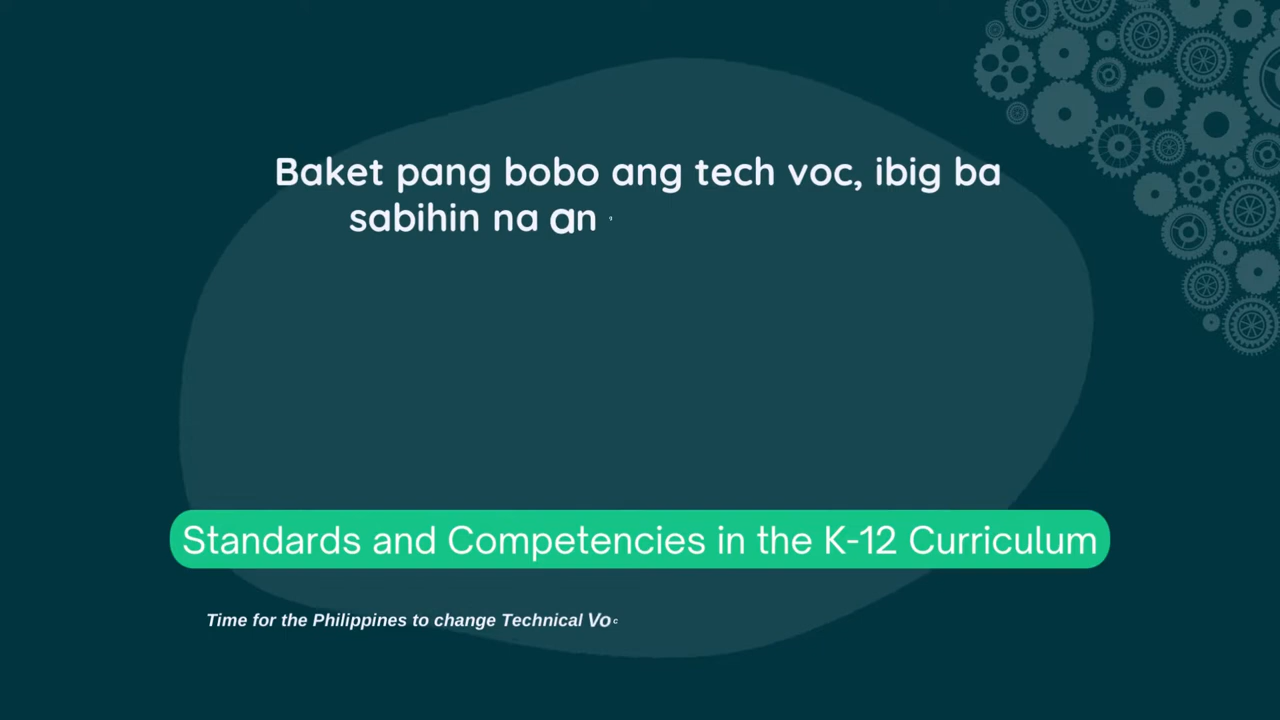 Baket pang bobo ang tech voc, ibig ba
sabihin na an
Standards and Competencies in the K-12 Curriculum
Time for the Philippines to change Technical Voc